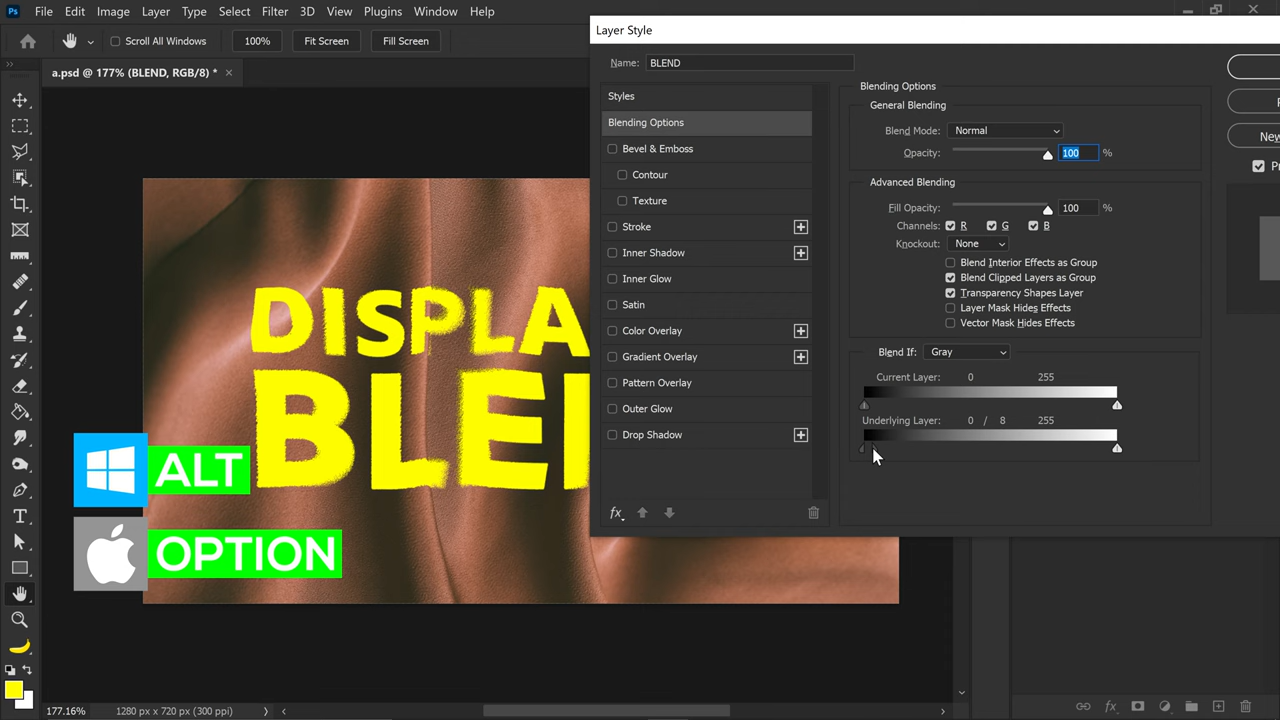 Ps File Edit Image Layer Type Select Filter 3D View Plugins Window Help
Scroll All Windows 100% Fit Screen Fill Screen
a.psd @ 177% (BLEND, RGB/8) *
Layer Style
Name: BLEND
Styles
Blending Options
Bevel & Emboss
Contour
Texture
Stroke
Inner Shadow
Inner Glow
Satin
Color Overlay
Gradient Overlay
Pattern Overlay
Outer Glow
Drop Shadow
fx
Blending Options
General Blending
Blend Mode: Normal
Opacity: 100 %
Advanced Blending
Fill Opacity: 100 %
Channels: R G B
Knockout: None
Blend Interior Effects as Group
Blend Clipped Layers as Group
Transparency Shapes Layer
Layer Mask Hides Effects
Vector Mask Hides Effects
Blend If: Gray
Current Layer: 0 255
Underlying Layer: 0 / 8 255
New
DISPLA
BLE
ALT
OPTION
177.16% 1280 px x 720 px (300 ppi)
fx